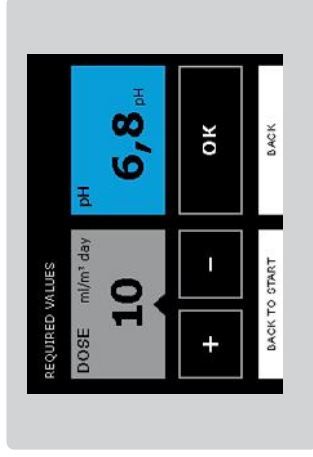 REQUIRED VALUES
DOSE ml/m³ day
10
pH
6,8 pH
+
−
OK
BACK TO START
BACK